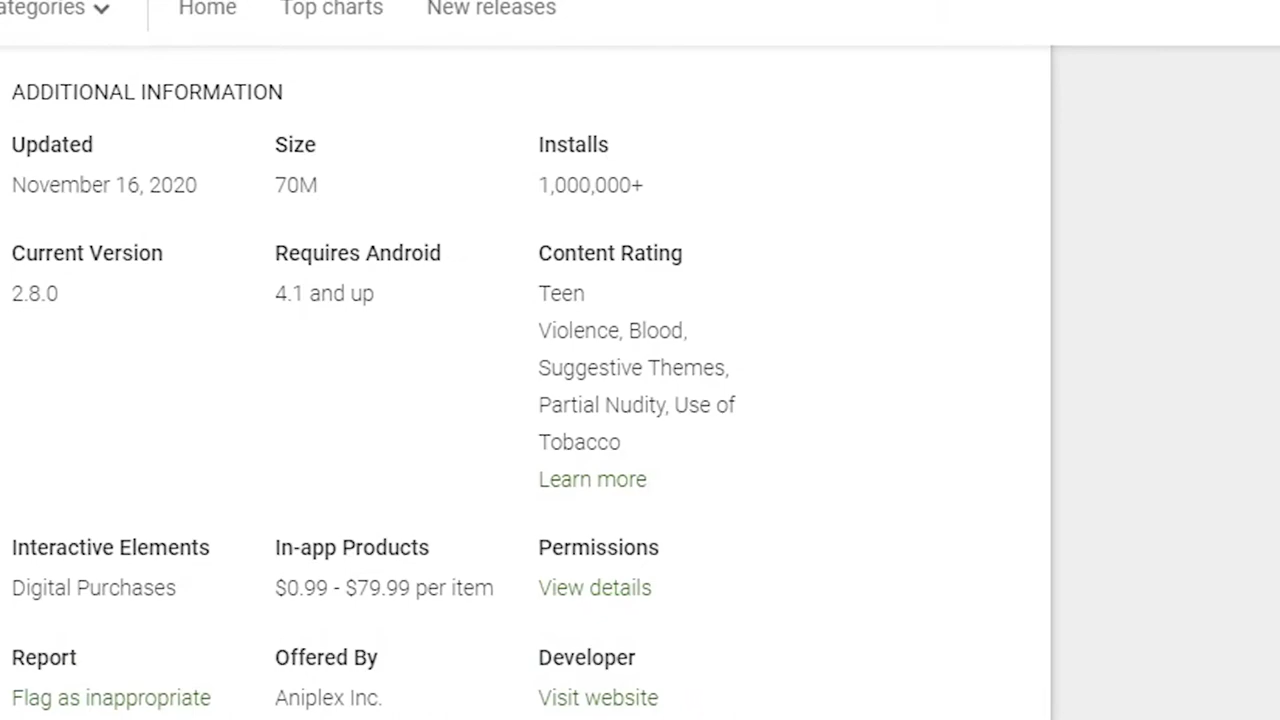 ategories Home Top charts New releases
ADDITIONAL INFORMATION
Updated Size Installs
November 16, 2020 70M 1,000,000+
Current Version Requires Android Content Rating
2.8.0 4.1 and up Teen
Violence, Blood,
Suggestive Themes,
Partial Nudity, Use of
Tobacco
Learn more
Interactive Elements In-app Products Permissions
Digital Purchases $0.99 - $79.99 per item View details
Report Offered By Developer
Flag as inappropriate Aniplex Inc. Visit website